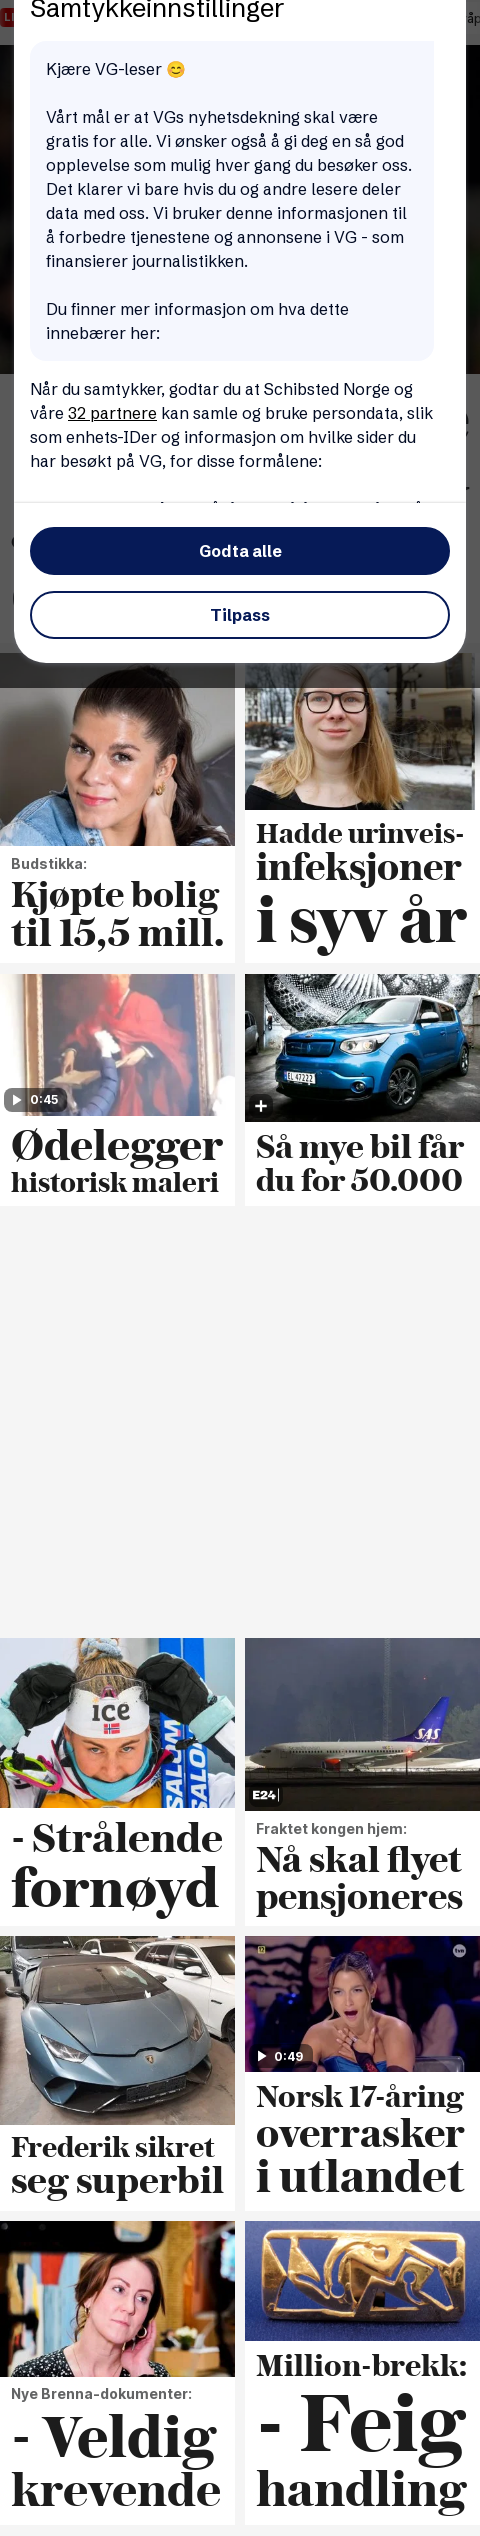 Samtykkeinnstillinger
Kjære VG-leser 😊
Vårt mål er at VGs nyhetsdekning skal være
gratis for alle. Vi ønsker også å gi deg en så god
opplevelse som mulig hver gang du besøker oss.
Det klarer vi bare hvis du og andre lesere deler
data med oss. Vi bruker denne informasjonen til
å forbedre tjenestene og annonsene i VG - som
finansierer journalistikken.
Du finner mer informasjon om hva dette
innebærer her:
Når du samtykker, godtar du at Schibsted Norge og
våre 32 partnere kan samle og bruke persondata, slik
som enhets-IDer og informasjon om hvilke sider du
har besøkt på VG, for disse formålene:
Godta alle
Tilpass
Budstikka:
Kjøpte bolig
til 15,5 mill.
Hadde urinveis-
infeksjoner
i syv år
0:45
Ødelegger
historisk maleri
EL 47222
Så mye bil får
du for 50.000
ice
SALOM
SALO
- Strålende
fornøyd
SAS
E24
Fraktet kongen hjem:
Nå skal flyet
pensjoneres
Frederik sikret
seg superbil
12
tvn
0:49
Norsk 17-åring
overrasker
i utlandet
Nye Brenna-dokumenter:
- Veldig
krevende
Million-brekk:
- Feig
handling